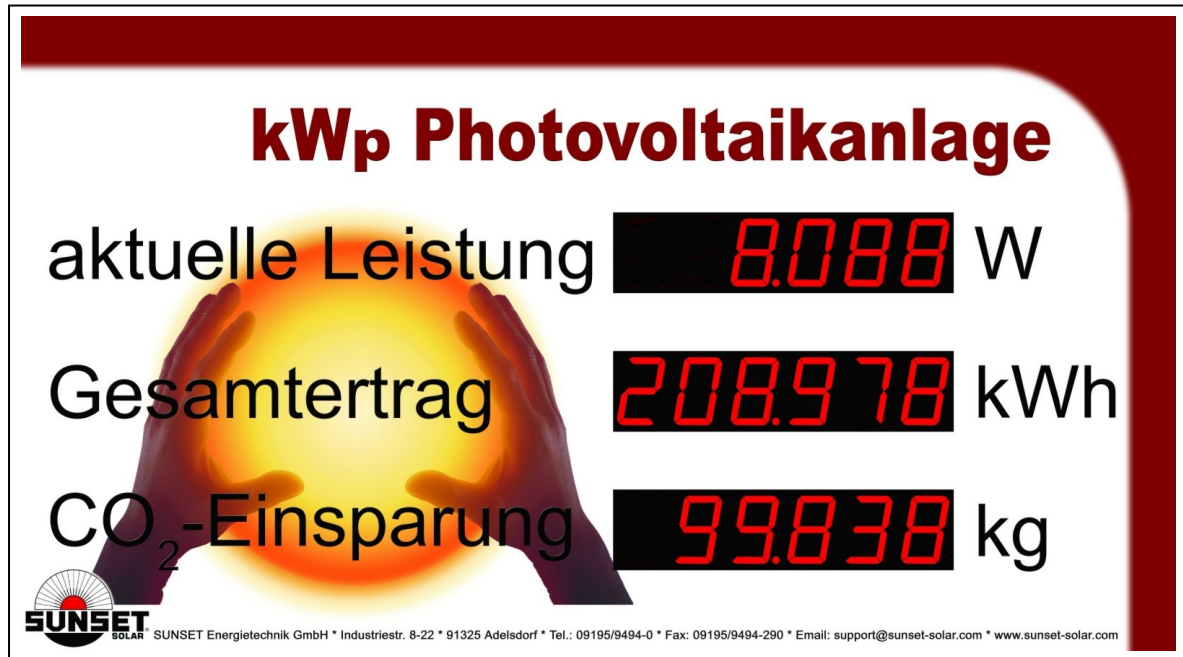 kWp Photovoltaikanlage
aktuelle Leistung 8.088 W
Gesamtertrag 208.978 kWh
CO₂-Einsparung 99.838 kg
SUNSET
SOLAR
SUNSET Energietechnik GmbH * Industriestr. 8-22 * 91325 Adelsdorf * Tel.: 09195/9494-0 * Fax: 09195/9494-290 * Email: support@sunset-solar.com * www.sunset-solar.com